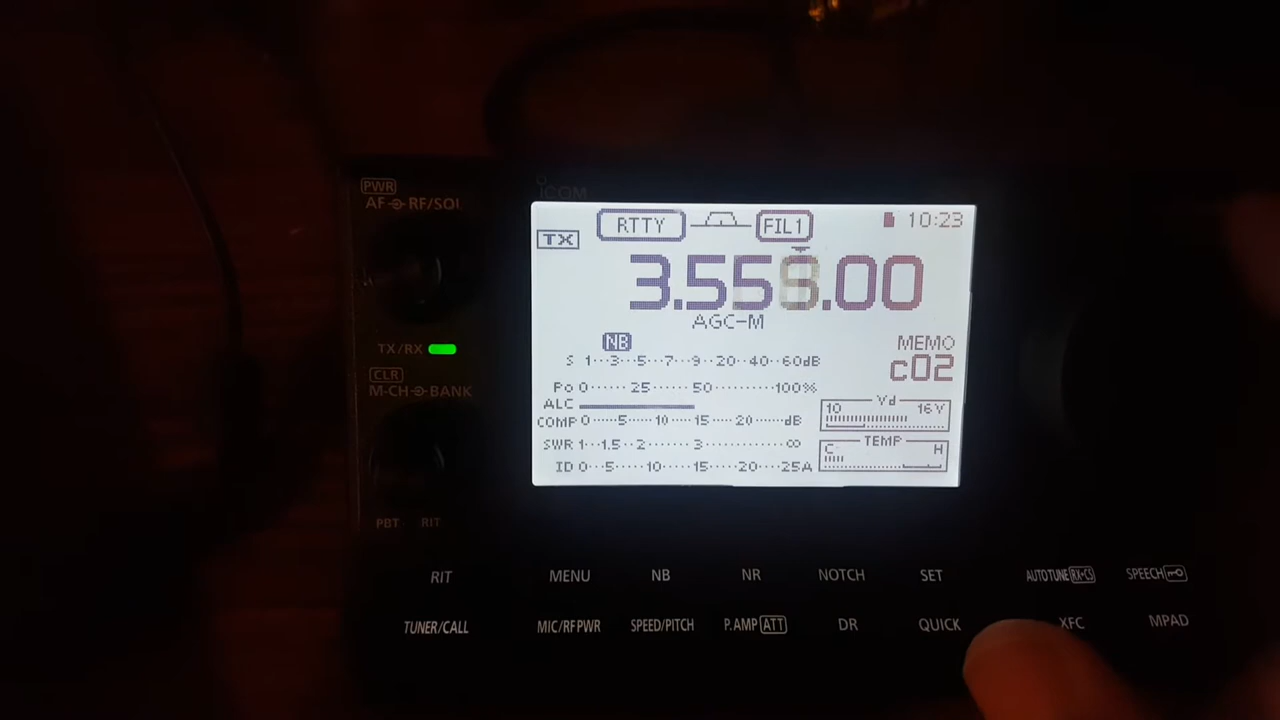 PWR
AF RF/SQL
ICOM
RTTY FIL1 10:23
TX
3.55 .00
AGC-M
NB
MEMO
c02
S 1 3 5 7 9 20 40 60dB
Po 0 25 50 100%
ALC
COMP 0 5 10 15 20 dB
SWR 1 1.5 2 3 ∞
ID 0 5 10 15 20 25A
Vd
10 16V
TEMP
C H
TX/RX
CLR
M-CH BANK
PBT RIT
RIT MENU NB NR NOTCH SET AUTOTUNE RX→CS SPEECH
TUNER/CALL MIC/RF PWR SPEED/PITCH P.AMP ATT DR QUICK XFC MPAD